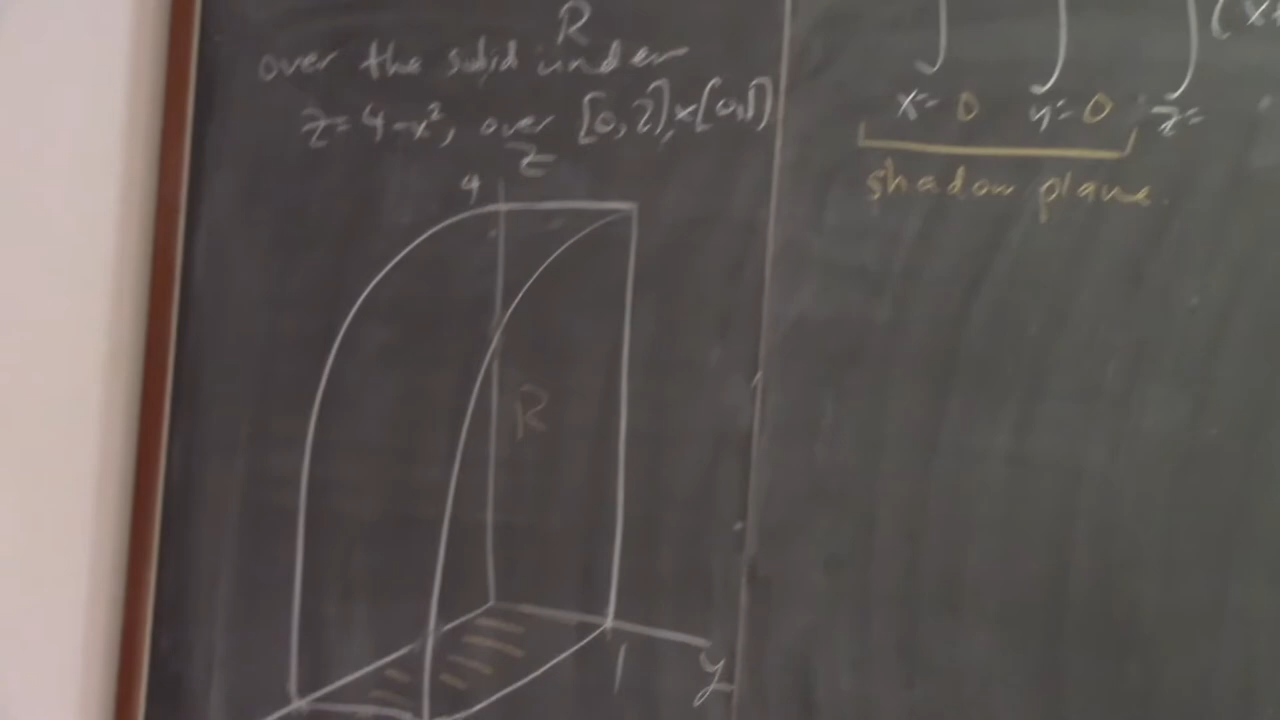 R
over the solid under
z=4-x², over [0,2]×[0,1]
z
4
R
1
y
∫ ∫ ∫ (x
x=0 y=0 z=
shadow plane.